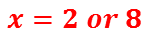 x = 2 or 8